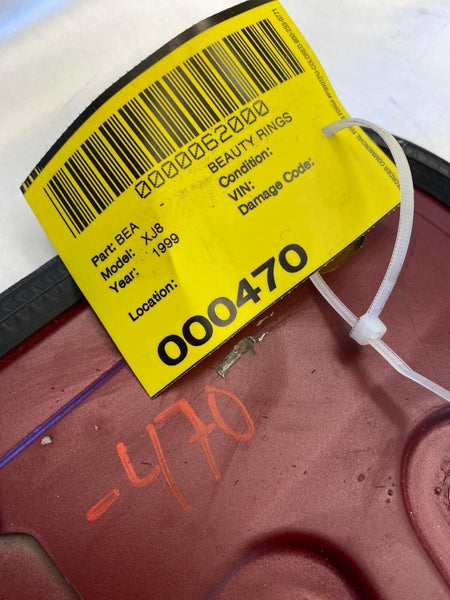 0000062000
BEAUTY RINGS
Part: BEA
Condition:
Model: XJ8
VIN:
Year: 1999
Damage Code:
Location:
000470
-470